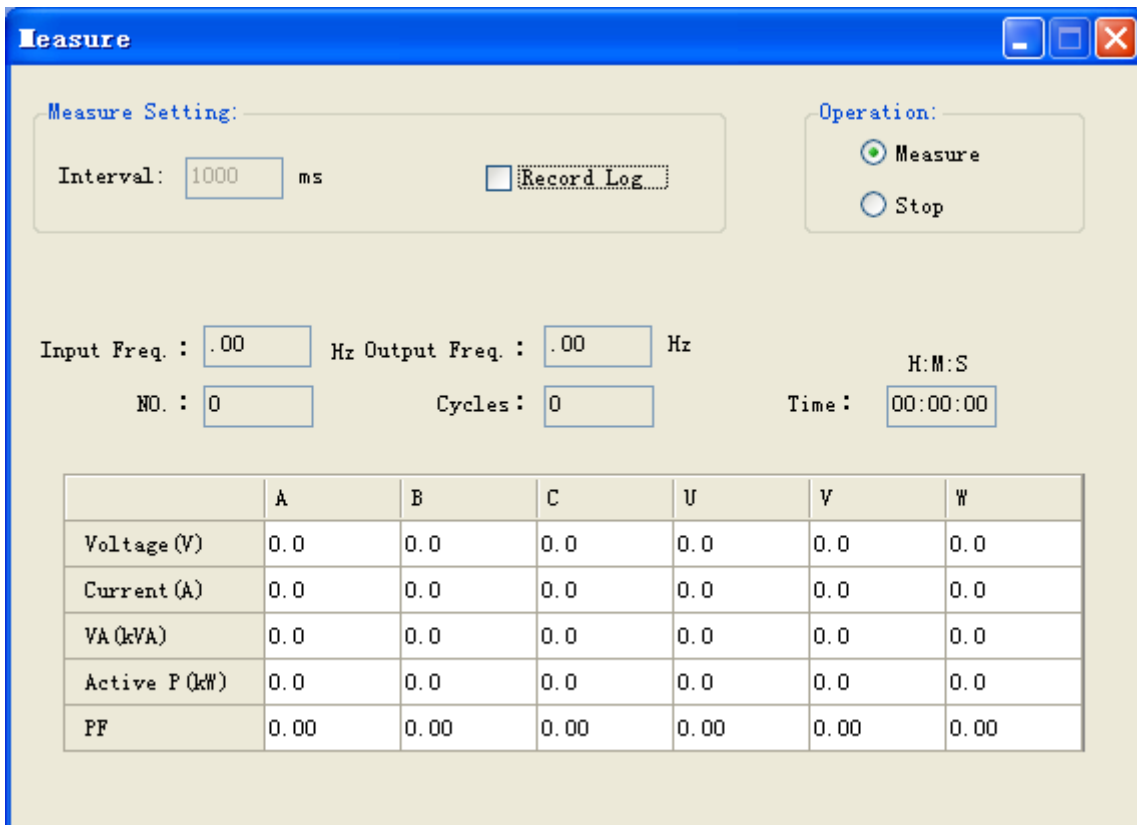 Measure
Measure Setting:
Operation:
Measure
Interval: 1000 ms
Record Log
Stop
Input Freq.: .00 Hz Output Freq.: .00 Hz
H:M:S
NO.: 0 Cycles: 0 Time: 00:00:00
A B C U V W
Voltage(V) 0.0 0.0 0.0 0.0 0.0 0.0
Current(A) 0.0 0.0 0.0 0.0 0.0 0.0
VA(kVA) 0.0 0.0 0.0 0.0 0.0 0.0
Active P(kW) 0.0 0.0 0.0 0.0 0.0 0.0
PF 0.00 0.00 0.00 0.00 0.00 0.00